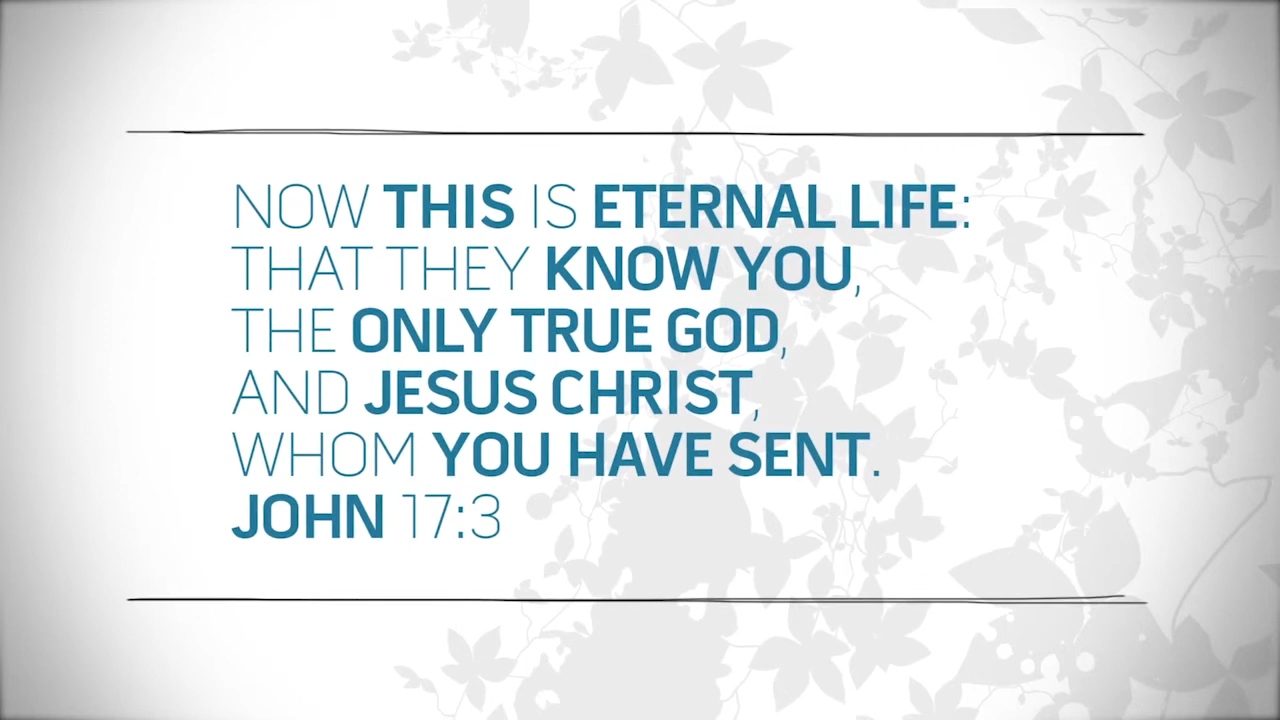 NOW THIS IS ETERNAL LIFE:
THAT THEY KNOW YOU,
THE ONLY TRUE GOD,
AND JESUS CHRIST,
WHOM YOU HAVE SENT.
JOHN 17:3